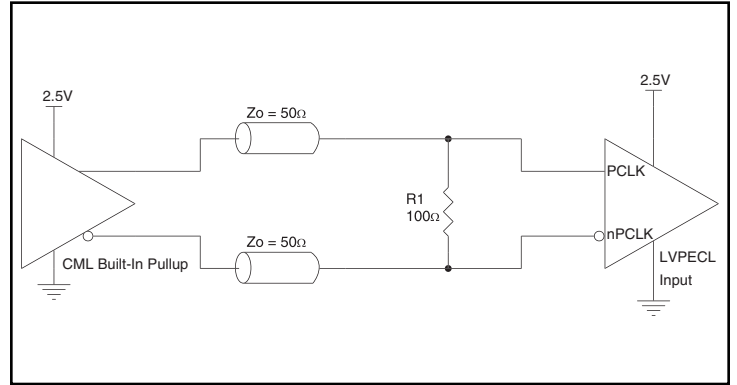 2.5V
2.5V
Zo = 50Ω
PCLK
R1
100Ω
nPCLK
Zo = 50Ω
CML Built-In Pullup
LVPECL
Input